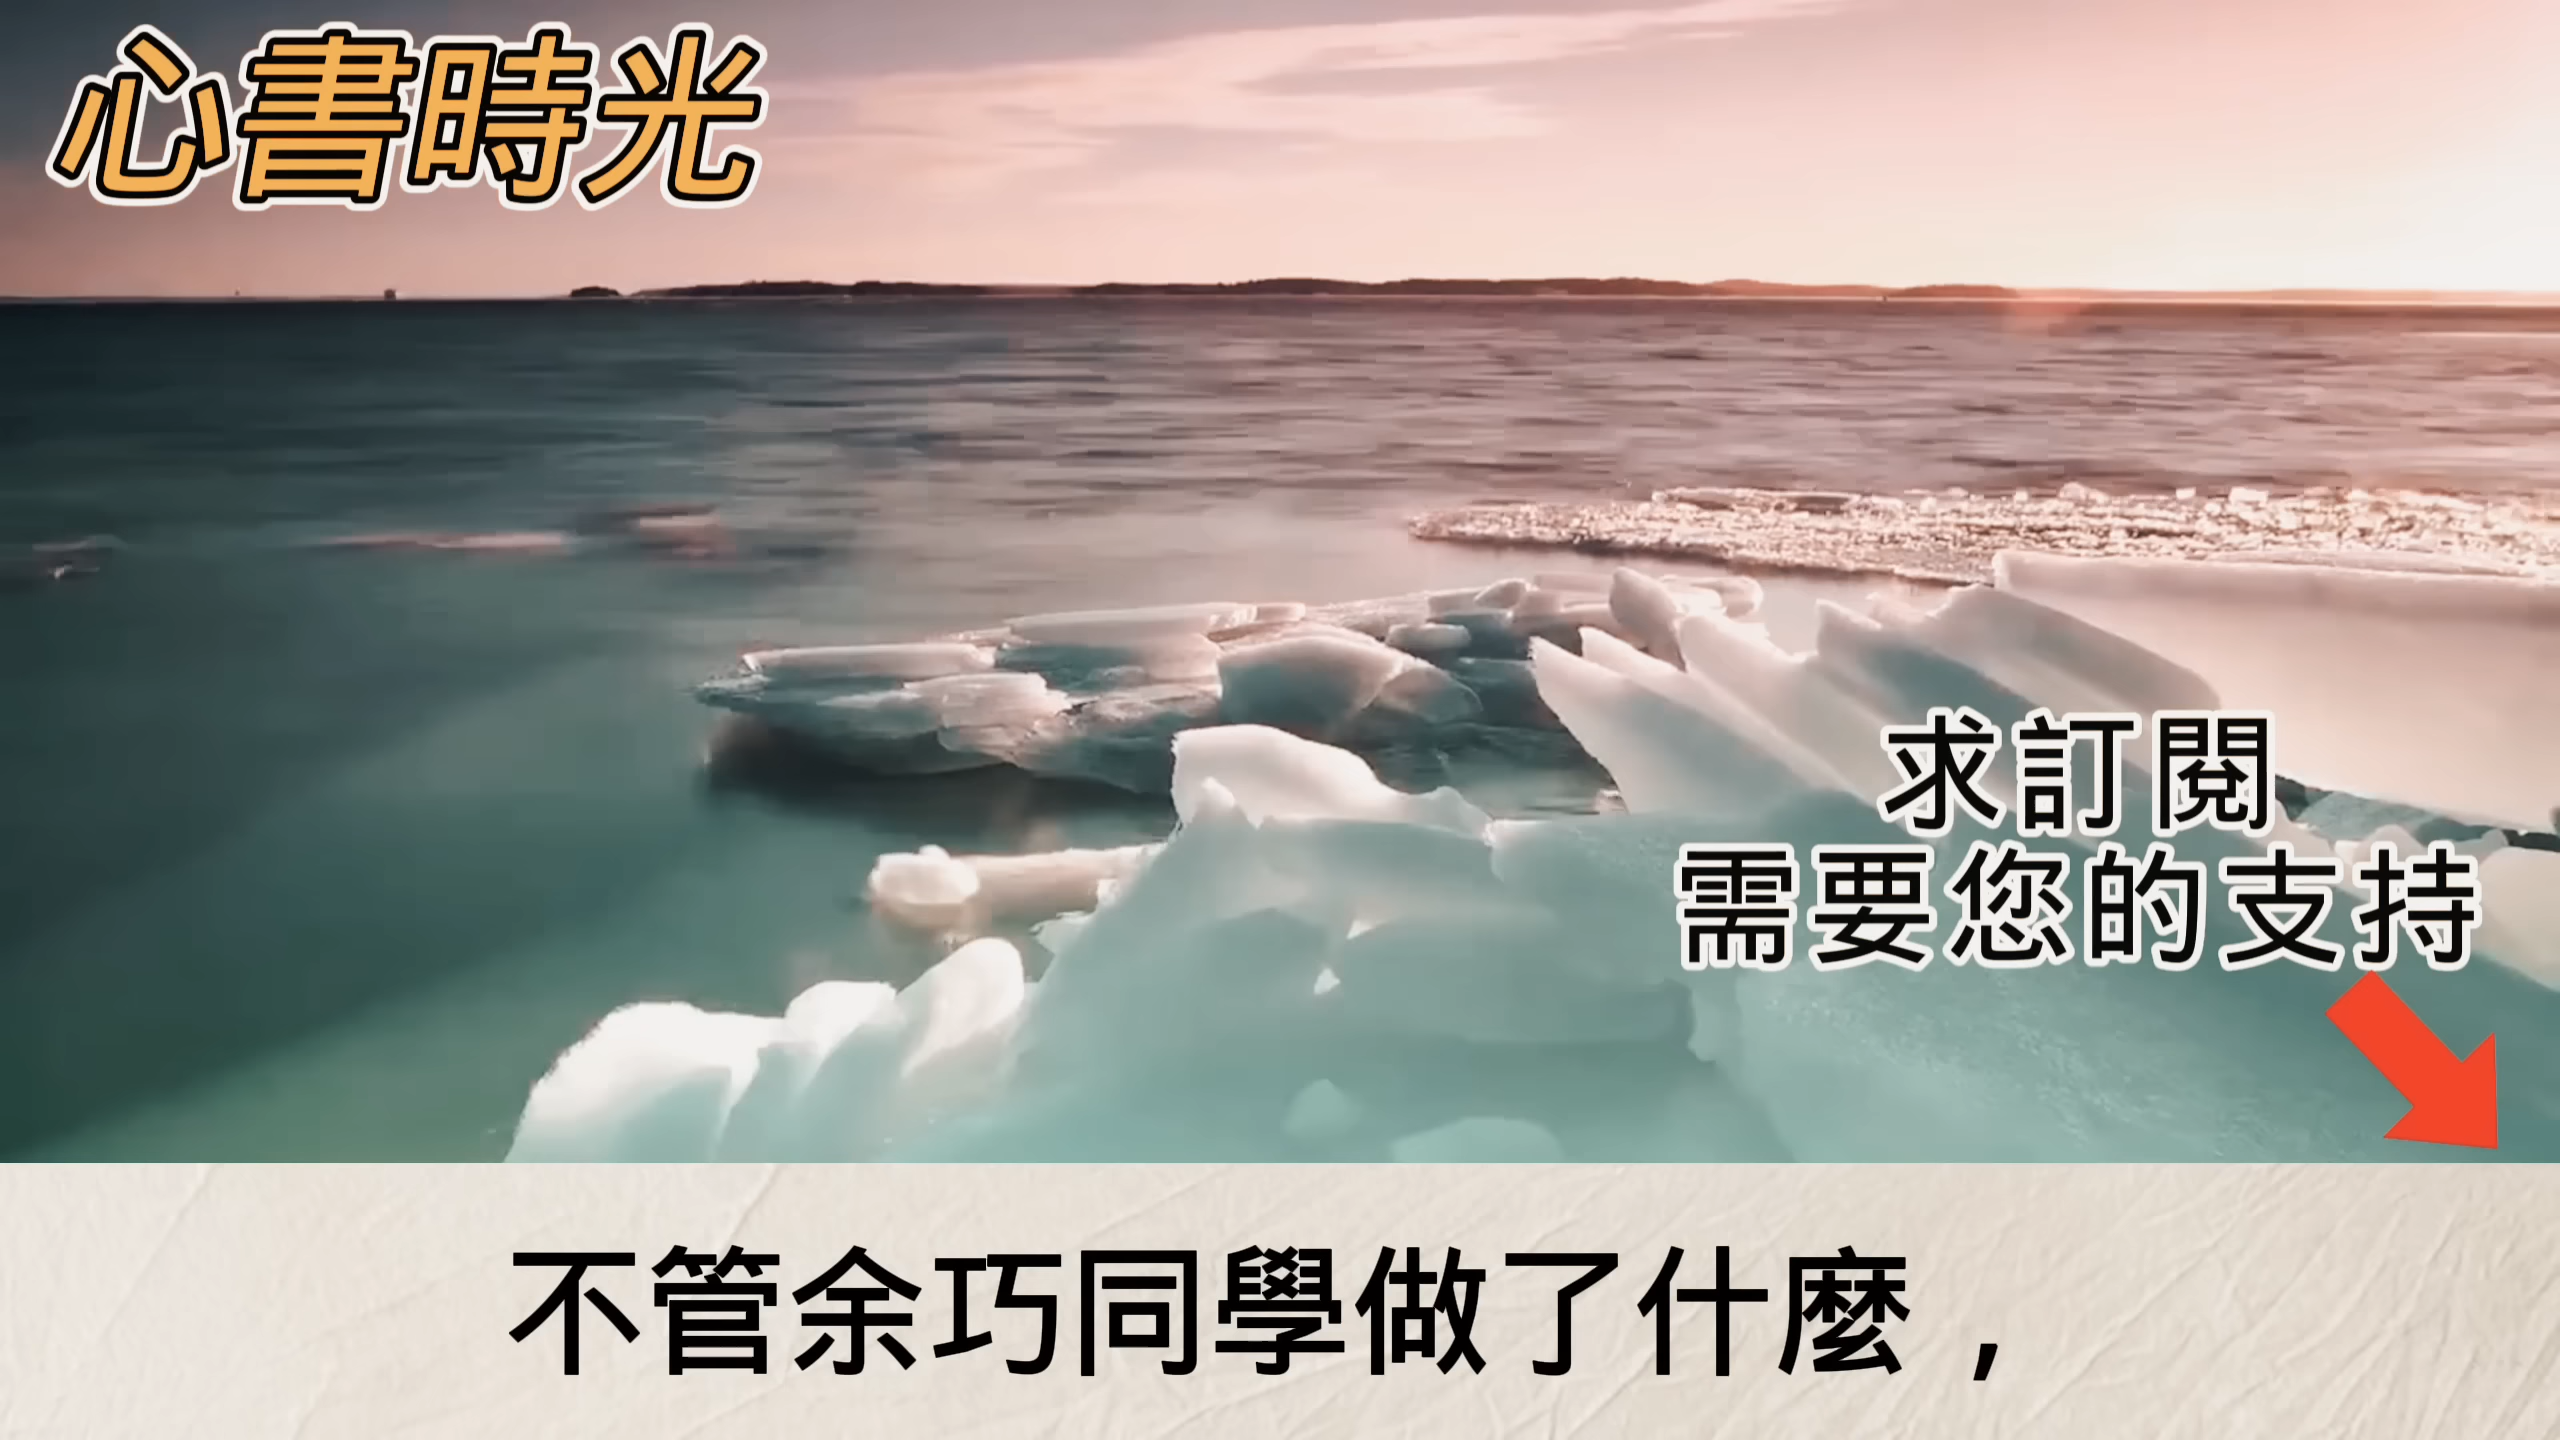 心書時光
求訂閱
需要您的支持
不管余巧同學做了什麼，